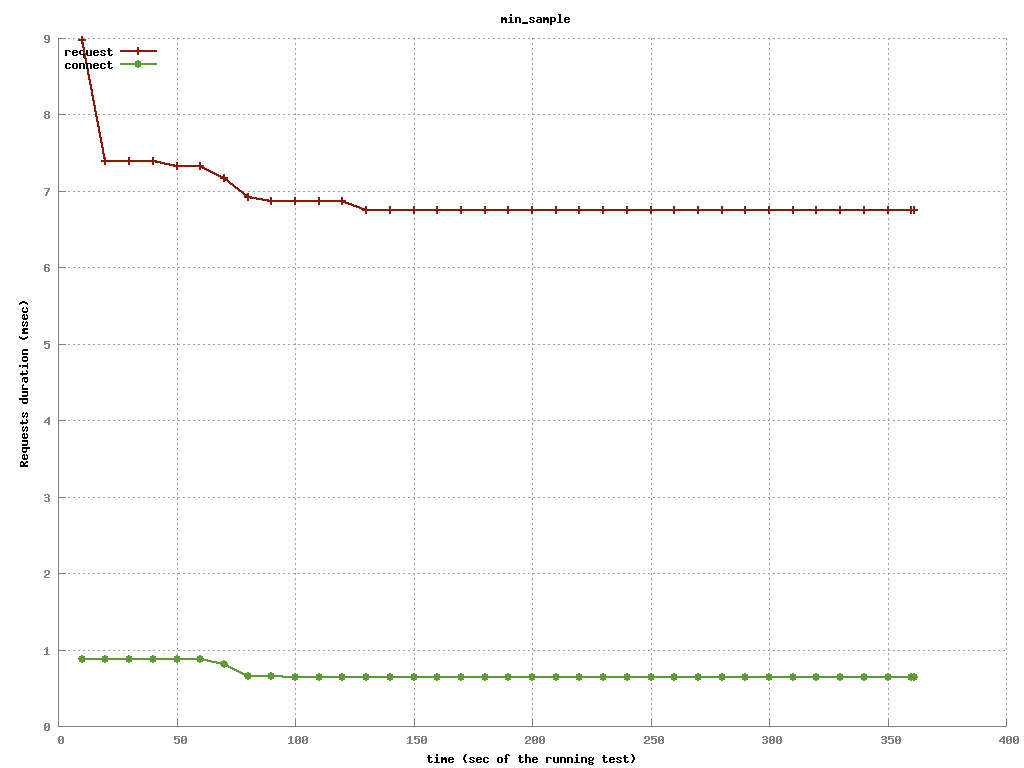 min_sample
9
request
connect
8
7
6
Requests duration (msec)
5
4
3
2
1
0
0 50 100 150 200 250 300 350 400
time (sec of the running test)